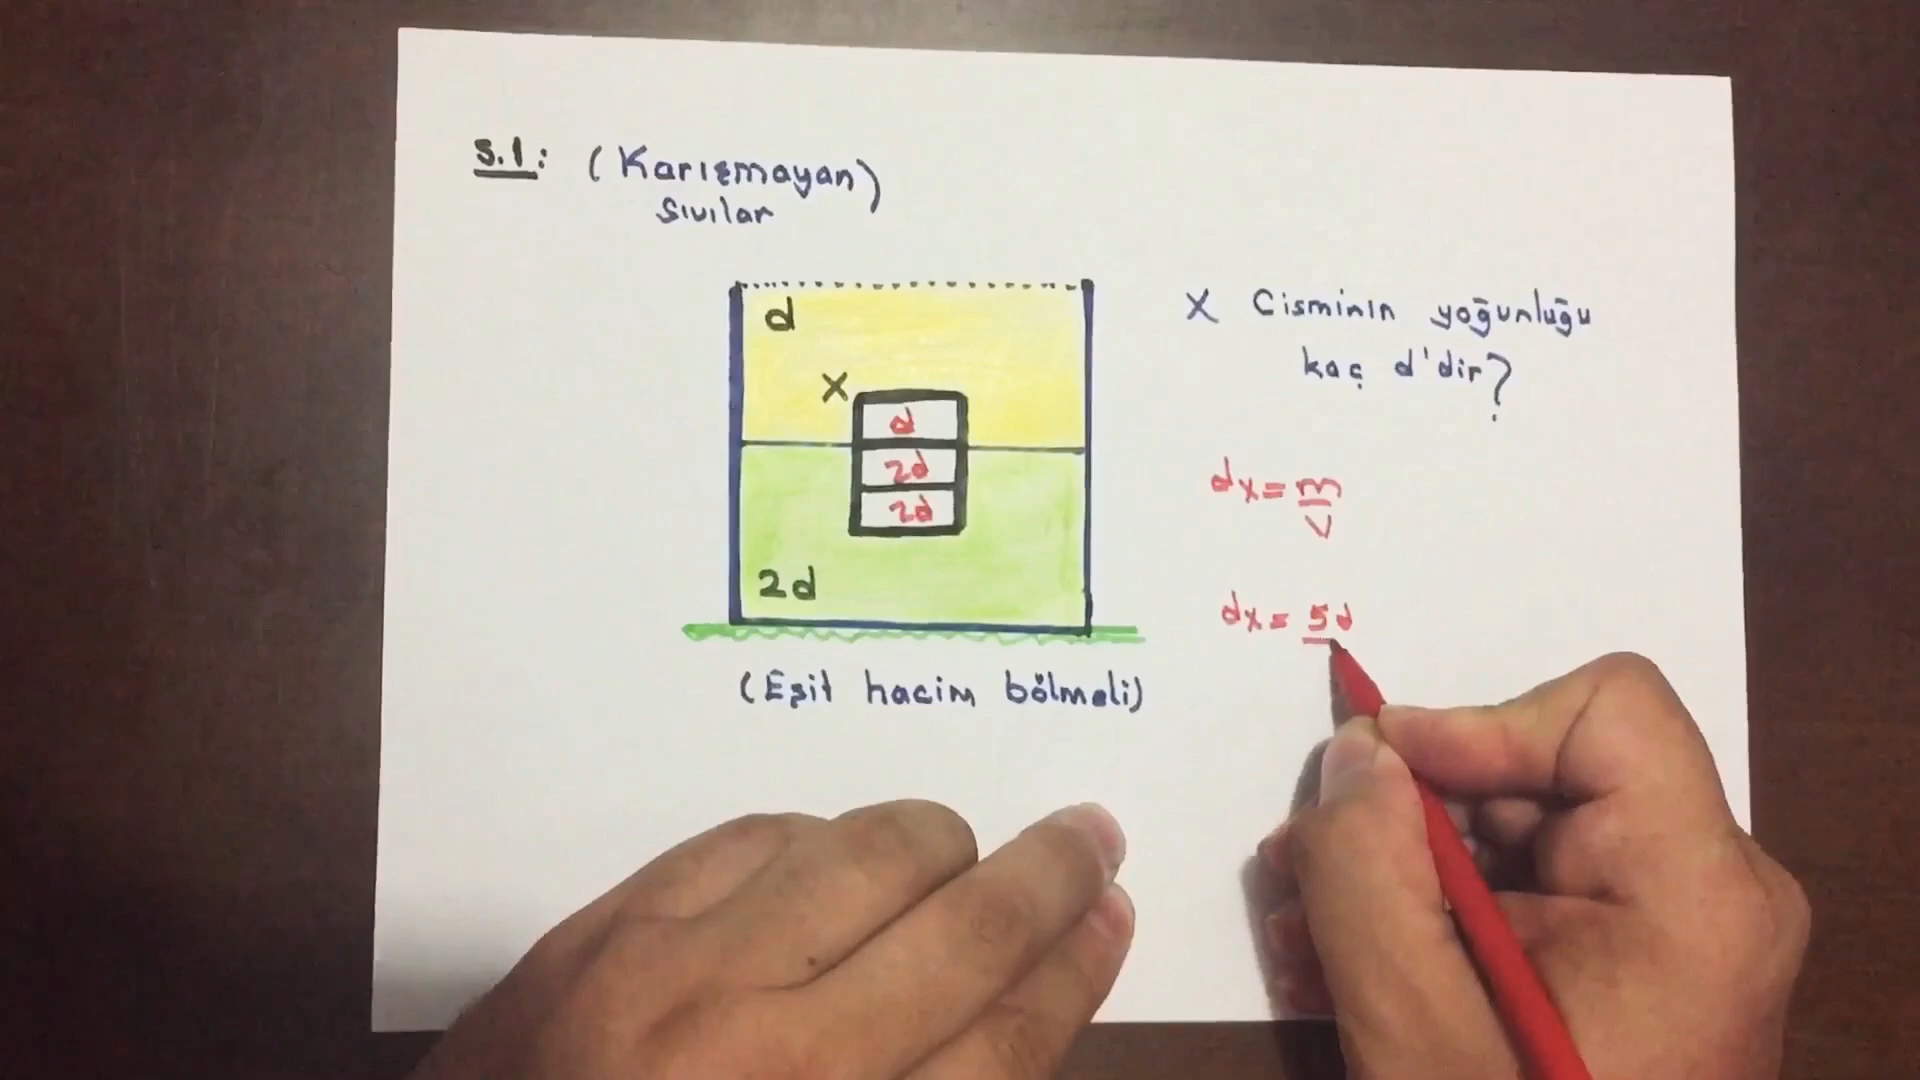 S.1: (Karışmayan)
Sıvılar
d
X
d
2d
2d
2d
(Eşit hacim bölmeli)
X Cisminin yoğunluğu
kaç d'dir?
dx = m
V
dx = 5d